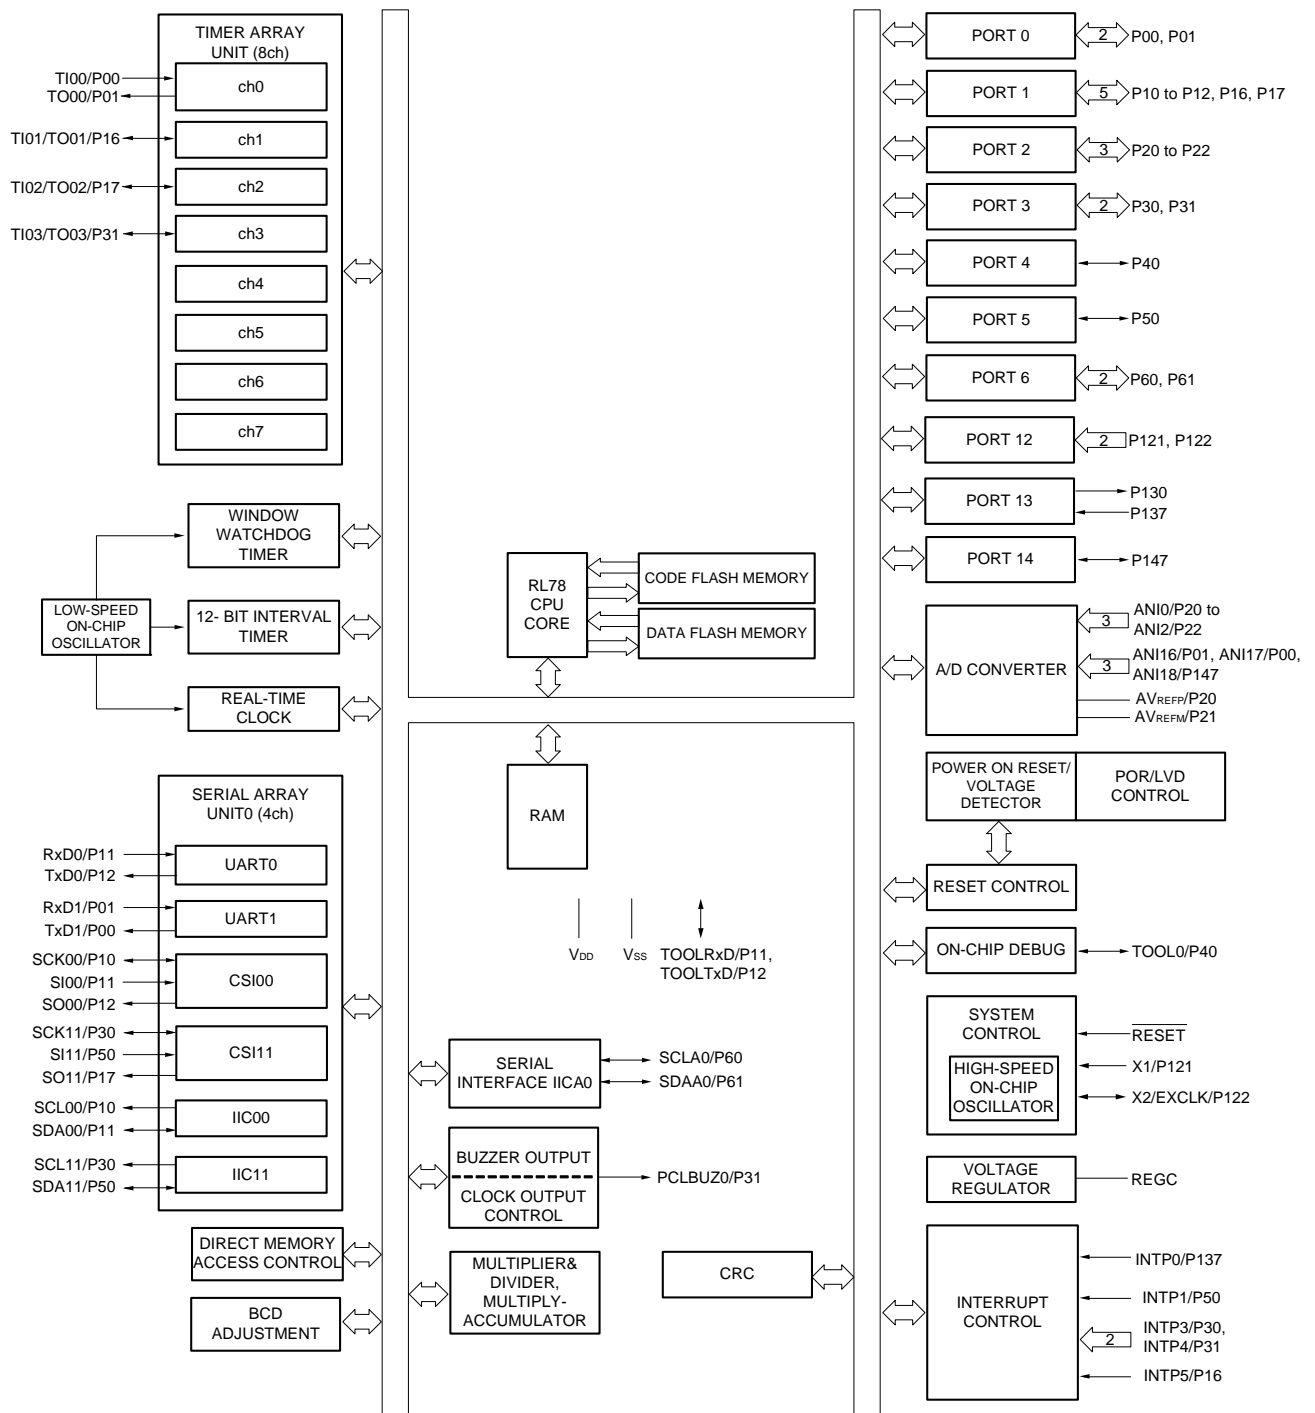 TIMER ARRAY
UNIT (8ch)
TI00/P00
TO00/P01
ch0
TI01/TO01/P16
ch1
TI02/TO02/P17
ch2
TI03/TO03/P31
ch3
ch4
ch5
ch6
ch7
WINDOW
WATCHDOG
TIMER
LOW-SPEED
ON-CHIP
OSCILLATOR
12- BIT INTERVAL
TIMER
REAL-TIME
CLOCK
SERIAL ARRAY
UNIT0 (4ch)
RxD0/P11
TxD0/P12
UART0
RxD1/P01
TxD1/P00
UART1
SCK00/P10
SI00/P11
SO00/P12
CSI00
SCK11/P30
SI11/P50
SO11/P17
CSI11
SCL00/P10
SDA00/P11
IIC00
SCL11/P30
SDA11/P50
IIC11
DIRECT MEMORY
ACCESS CONTROL
BCD
ADJUSTMENT
RL78
CPU
CORE
CODE FLASH MEMORY
DATA FLASH MEMORY
RAM
VDD
VSS
TOOLRxD/P11,
TOOLTxD/P12
SERIAL
INTERFACE IICA0
SCLA0/P60
SDAA0/P61
BUZZER OUTPUT
CLOCK OUTPUT
CONTROL
PCLBUZ0/P31
MULTIPLIER&
DIVIDER,
MULTIPLY-
ACCUMULATOR
CRC
PORT 0
2
P00, P01
PORT 1
5
P10 to P12, P16, P17
PORT 2
3
P20 to P22
PORT 3
2
P30, P31
PORT 4
P40
PORT 5
P50
PORT 6
2
P60, P61
PORT 12
2
P121, P122
PORT 13
P130
P137
PORT 14
P147
A/D CONVERTER
3
ANI0/P20 to
ANI2/P22
3
ANI16/P01, ANI17/P00,
ANI18/P147
AVREFP/P20
AVREFM/P21
POWER ON RESET/
VOLTAGE
DETECTOR
POR/LVD
CONTROL
RESET CONTROL
ON-CHIP DEBUG
TOOL0/P40
SYSTEM
CONTROL
HIGH-SPEED
ON-CHIP
OSCILLATOR
RESET
X1/P121
X2/EXCLK/P122
VOLTAGE
REGULATOR
REGC
INTERRUPT
CONTROL
INTP0/P137
INTP1/P50
2
INTP3/P30,
INTP4/P31
INTP5/P16